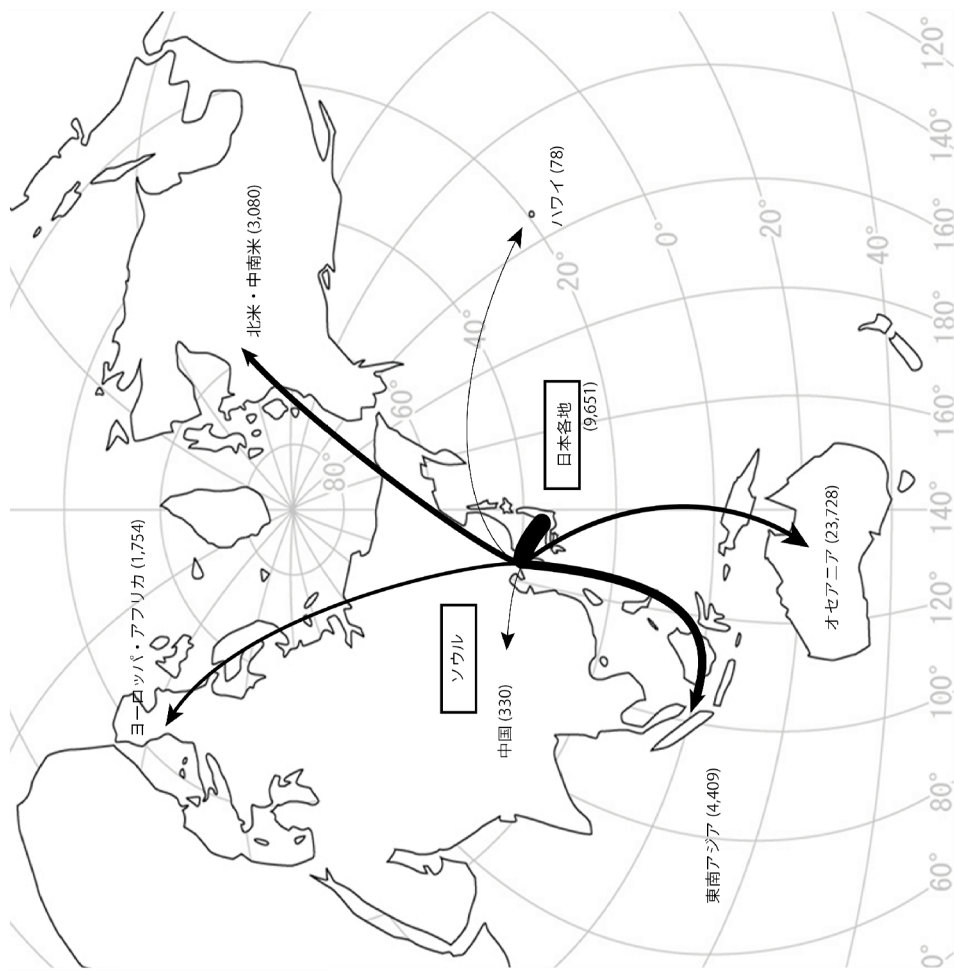 北米・中南米 (3,080)
ハワイ (78)
ヨーロッパ・アフリカ (1,754)
日本各地
(9,651)
ソウル
中国 (330)
オセアニア (23,728)
東南アジア (4,409)
80°
60°
40°
20°
0°
20°
40°
120°
140°
160°
180°
160°
140°
120°
100°
80°
60°
0°